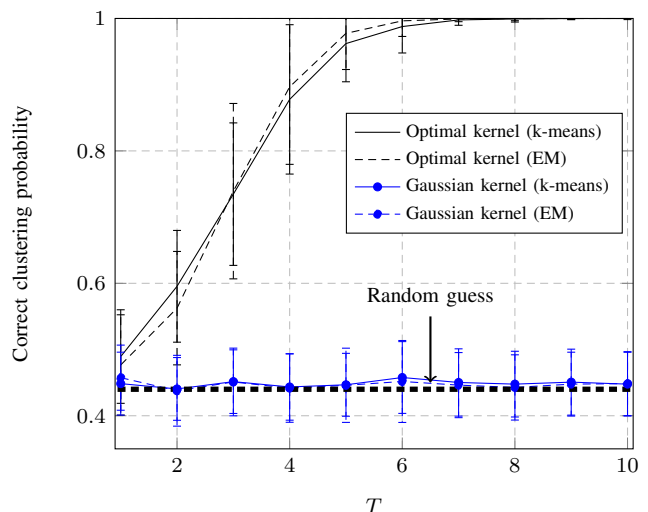 1
0.8
0.6
0.4
Correct clustering probability
Optimal kernel (k-means)
Optimal kernel (EM)
Gaussian kernel (k-means)
Gaussian kernel (EM)
Random guess
2 4 6 8 10
T